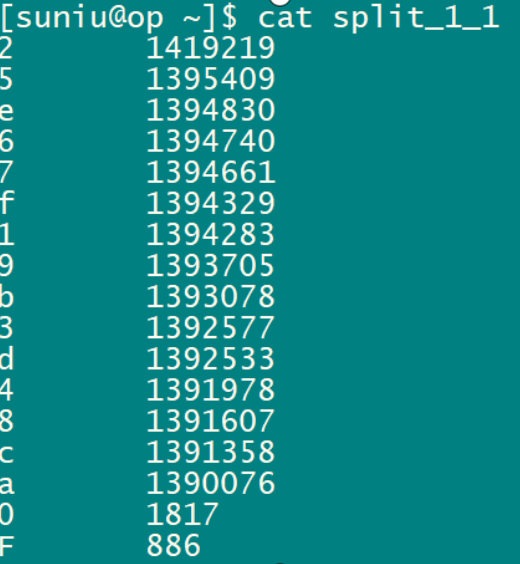 [suniu@op ~]$ cat split_1_1
2 1419219
5 1395409
e 1394830
6 1394740
7 1394661
f 1394329
1 1394283
9 1393705
b 1393078
3 1392577
d 1392533
4 1391978
8 1391607
c 1391358
a 1390076
0 1817
F 886